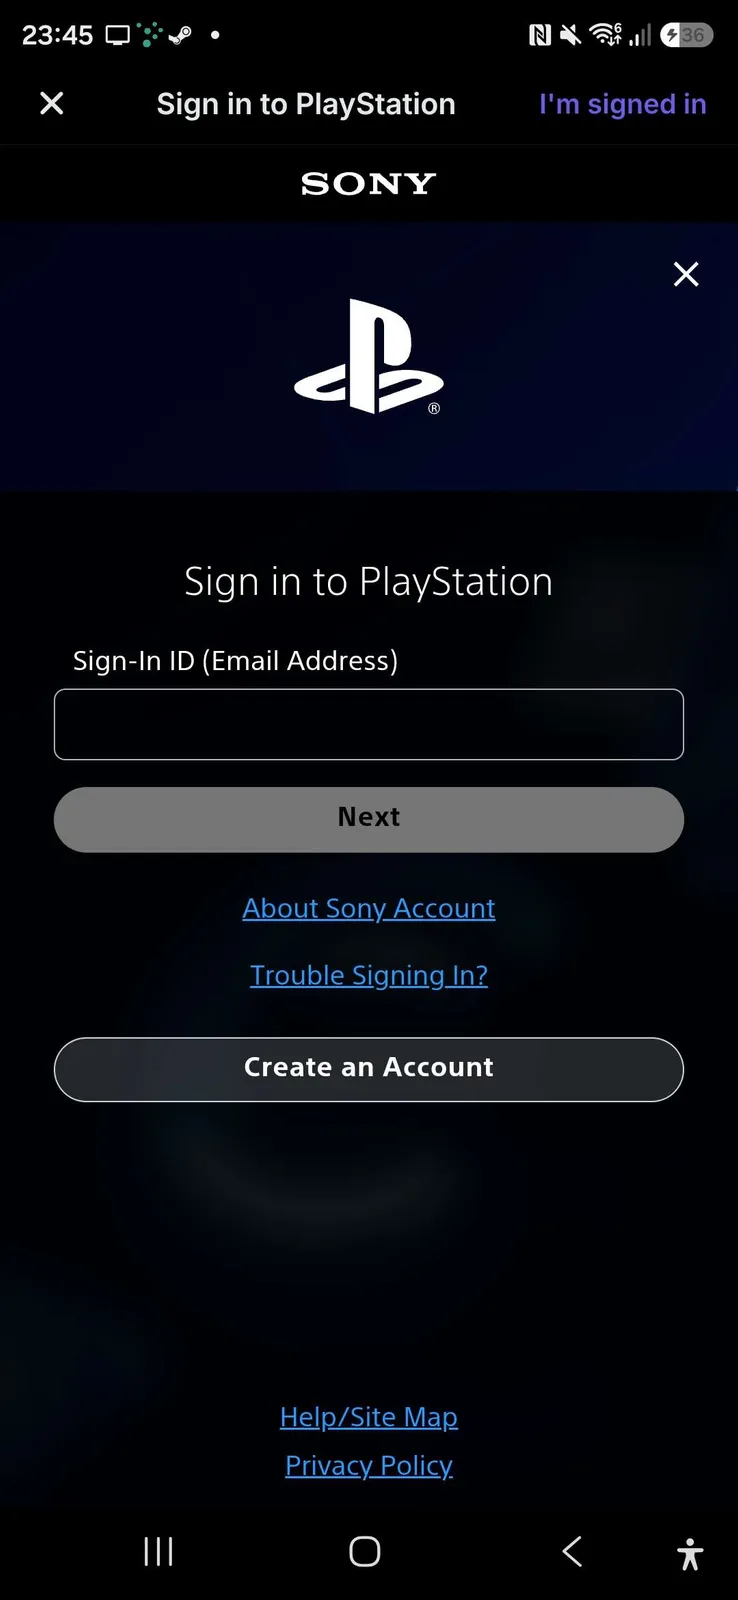 23:45
36
Sign in to PlayStation
I'm signed in
SONY
®
Sign in to PlayStation
Sign-In ID (Email Address)
Next
About Sony Account
Trouble Signing In?
Create an Account
Help/Site Map
Privacy Policy